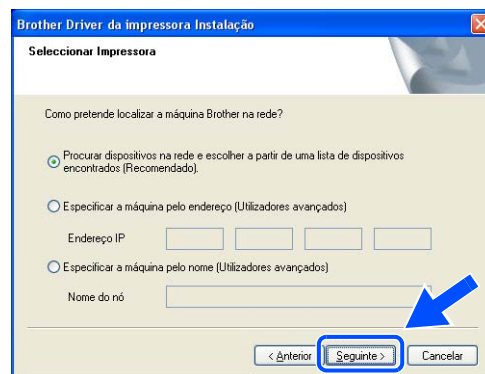 Brother Driver da impressora Instalação
Seleccionar Impressora
Como pretende localizar a máquina Brother na rede?
Procurar dispositivos na rede e escolher a partir de uma lista de dispositivos
encontrados (Recomendado).
Especificar a máquina pelo endereço (Utilizadores avançados)
Endereço IP
Especificar a máquina pelo nome (Utilizadores avançados)
Nome do nó
< Anterior
Seguinte >
Cancelar